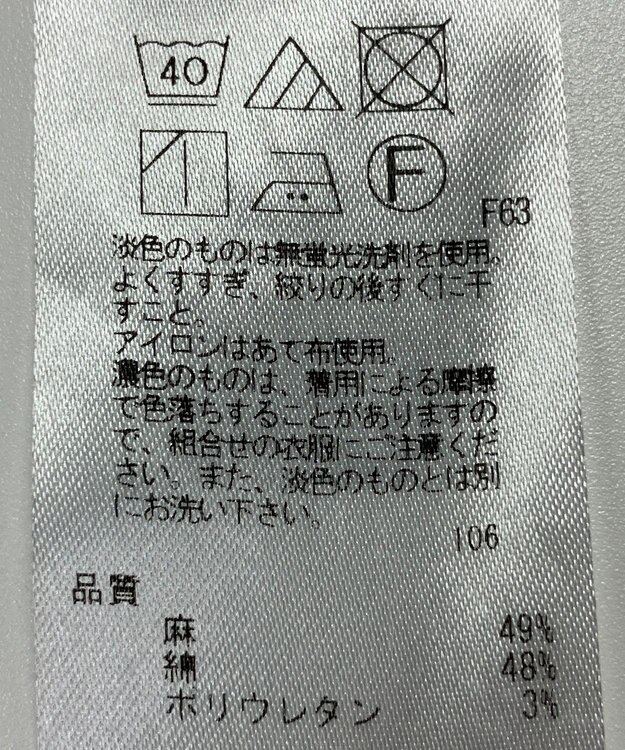 40
F
F63
淡色のものは無蛍光洗剤を使用。
よくすすぎ、絞りの後すぐに干
すこと。
アイロンはあて布使用。
濃色のものは、着用による摩擦
で色落ちすることがありますの
で、組合せの衣服にご注意くだ
さい。また、淡色のものとは別
にお洗い下さい。
106
品質
麻 49%
綿 48%
ポリウレタン 3%